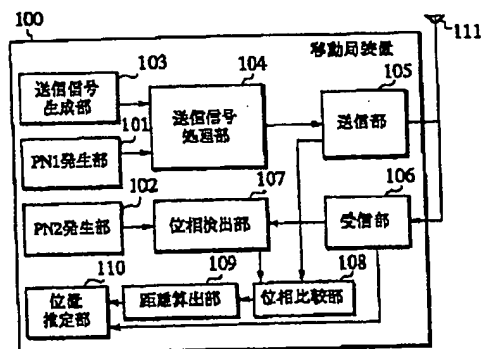 100
移動局装置
111
103
送信信号
生成部
104
送信信号
処理部
105
送信部
101
PN1発生部
102
PN2発生部
107
位相検出部
106
受信部
110
位置
推定部
109
距離算出部
108
位相比較部